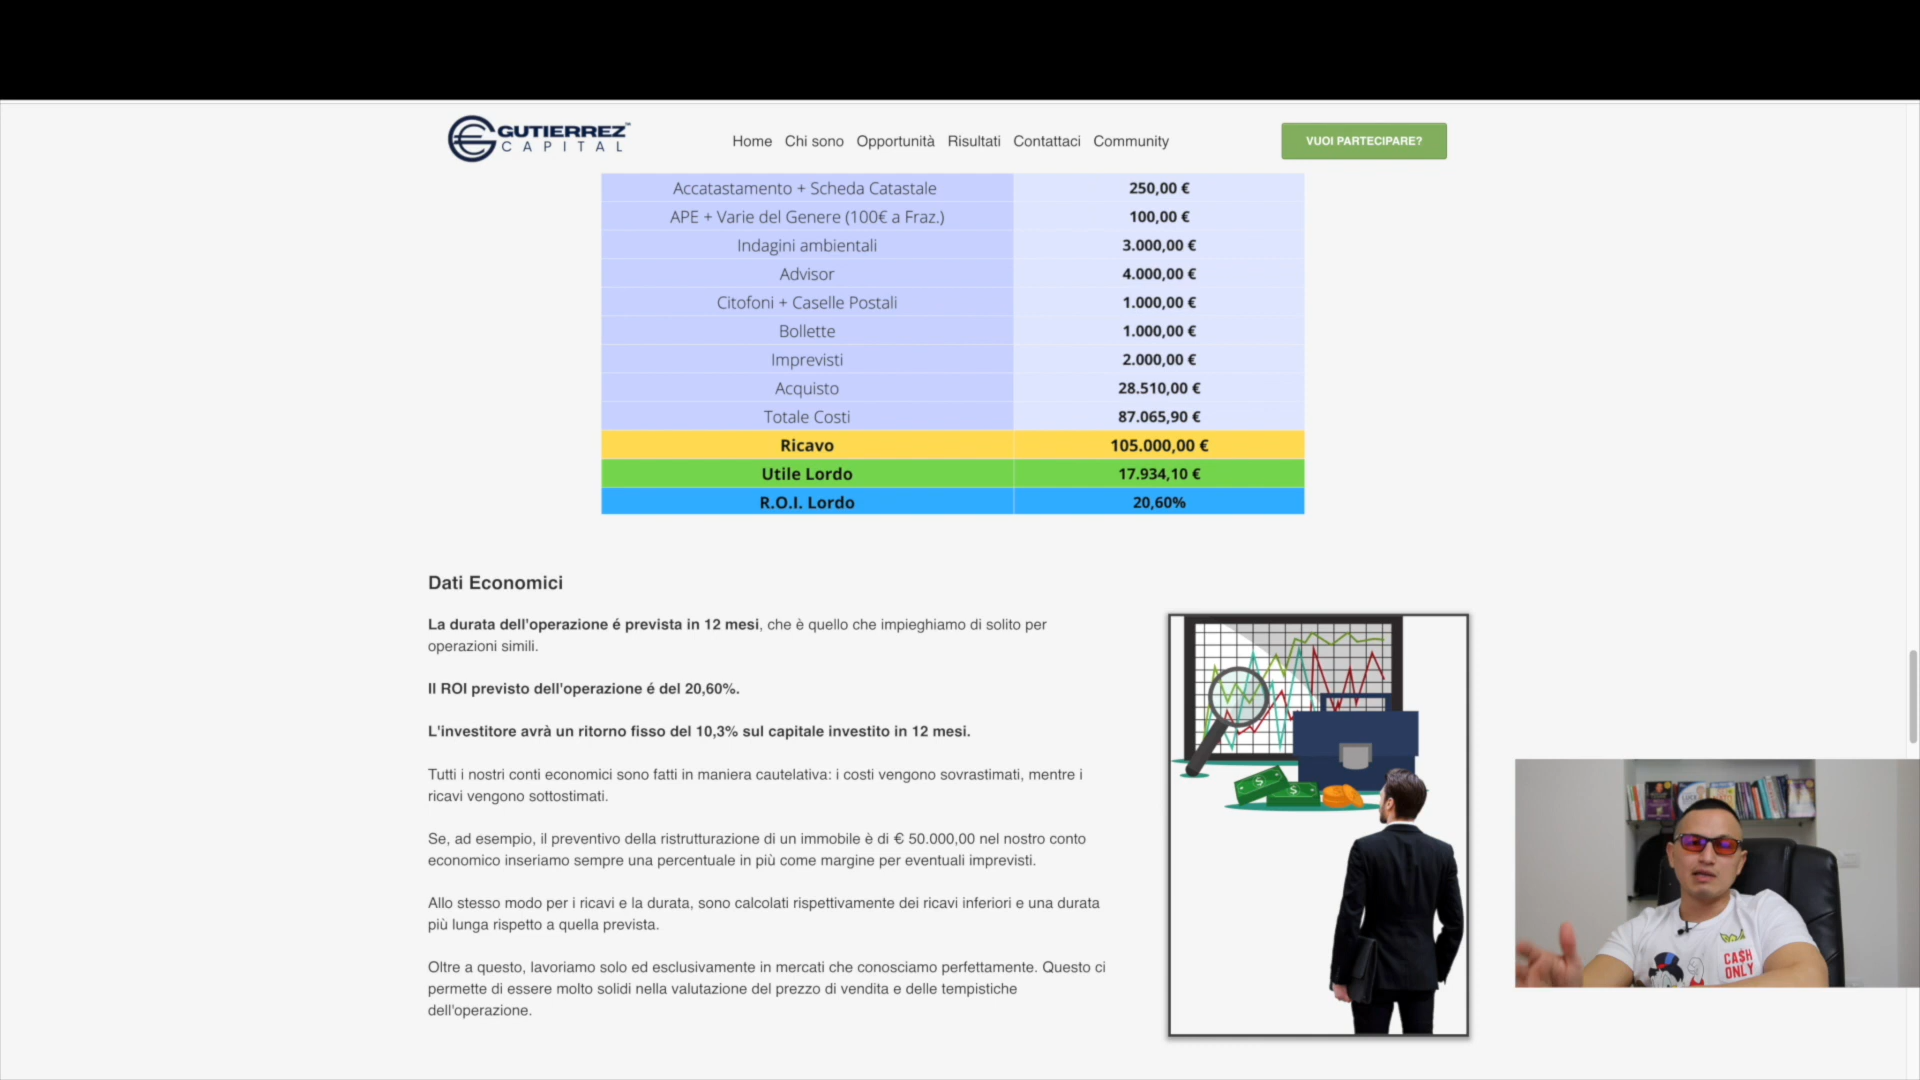 GUTIERREZ™
CAPITAL
Home Chi sono Opportunità Risultati Contattaci Community
VUOI PARTECIPARE?
Accatastamento + Scheda Catastale 250,00 €
APE + Varie del Genere (100€ a Fraz.) 100,00 €
Indagini ambientali 3.000,00 €
Advisor 4.000,00 €
Citofoni + Caselle Postali 1.000,00 €
Bollette 1.000,00 €
Imprevisti 2.000,00 €
Acquisto 28.510,00 €
Totale Costi 87.065,90 €
Ricavo 105.000,00 €
Utile Lordo 17.934,10 €
R.O.I. Lordo 20,60%
Dati Economici
La durata dell'operazione é prevista in 12 mesi, che è quello che impieghiamo di solito per
operazioni simili.
Il ROI previsto dell'operazione é del 20,60%.
L'investitore avrà un ritorno fisso del 10,3% sul capitale investito in 12 mesi.
Tutti i nostri conti economici sono fatti in maniera cautelativa: i costi vengono sovrastimati, mentre i
ricavi vengono sottostimati.
Se, ad esempio, il preventivo della ristrutturazione di un immobile è di € 50.000,00 nel nostro conto
economico inseriamo sempre una percentuale in più come margine per eventuali imprevisti.
Allo stesso modo per i ricavi e la durata, sono calcolati rispettivamente dei ricavi inferiori e una durata
più lunga rispetto a quella prevista.
Oltre a questo, lavoriamo solo ed esclusivamente in mercati che conosciamo perfettamente. Questo ci
permette di essere molto solidi nella valutazione del prezzo di vendita e delle tempistiche
dell'operazione.
CA$H
ONLY